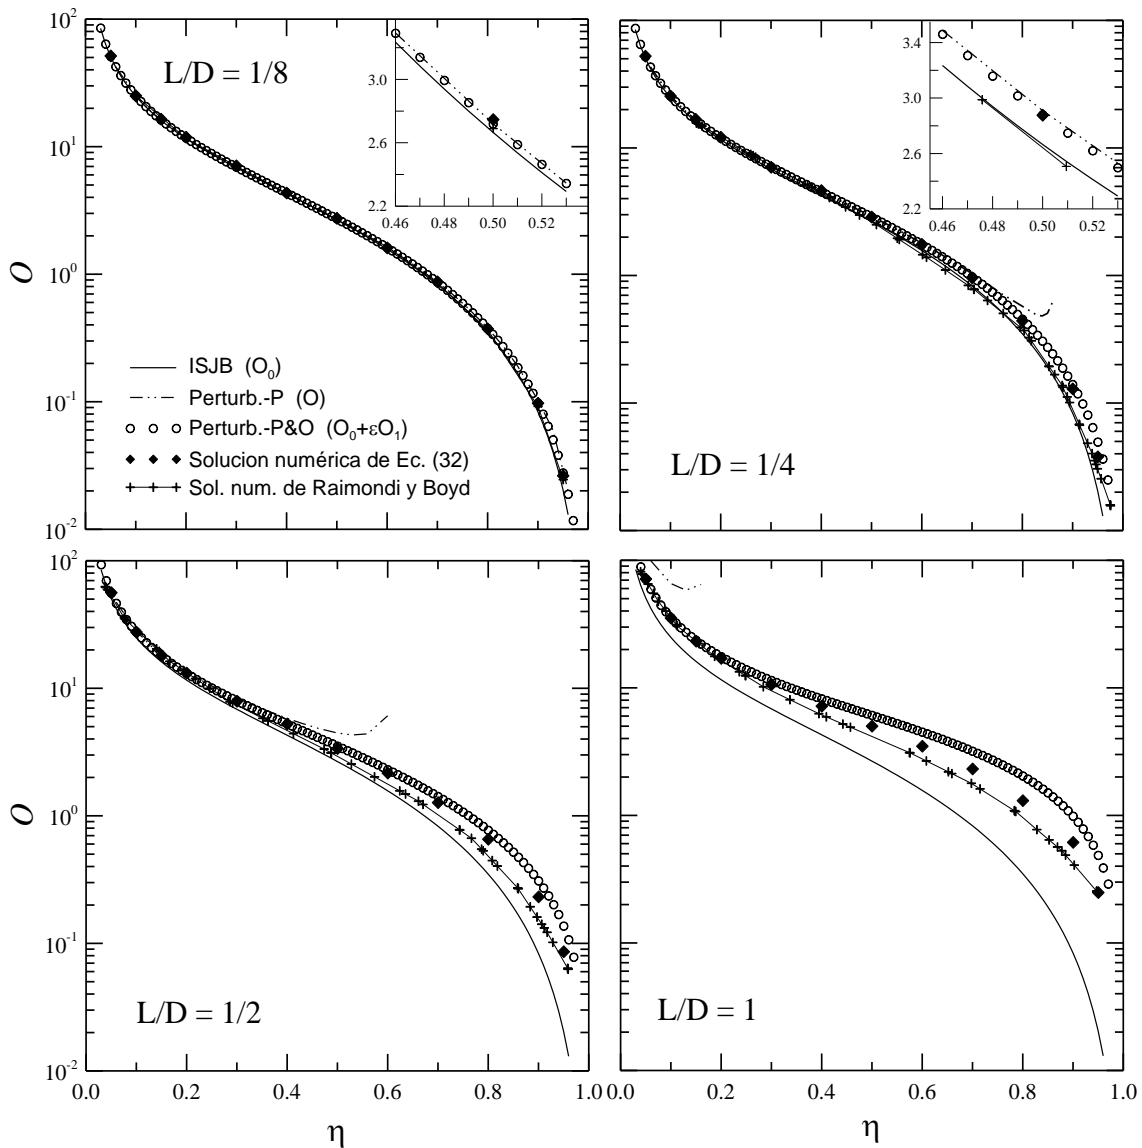 10^2
10^1
10^0
10^-1
10^-2
O
L/D = 1/8
3.0
2.6
2.2
0.46 0.48 0.50 0.52
ISJB (O_0)
Perturb.-P (O)
Perturb.-P&O (O_0+εO_1)
Solucion numérica de Ec. (32)
Sol. num. de Raimondi y Boyd
3.4
3.0
2.6
2.2
0.46 0.48 0.50 0.52
L/D = 1/4
10^2
10^1
10^0
10^-1
10^-2
O
L/D = 1/2
0.0 0.2 0.4 0.6 0.8 1.0
η
L/D = 1
0.0 0.2 0.4 0.6 0.8 1.0
η